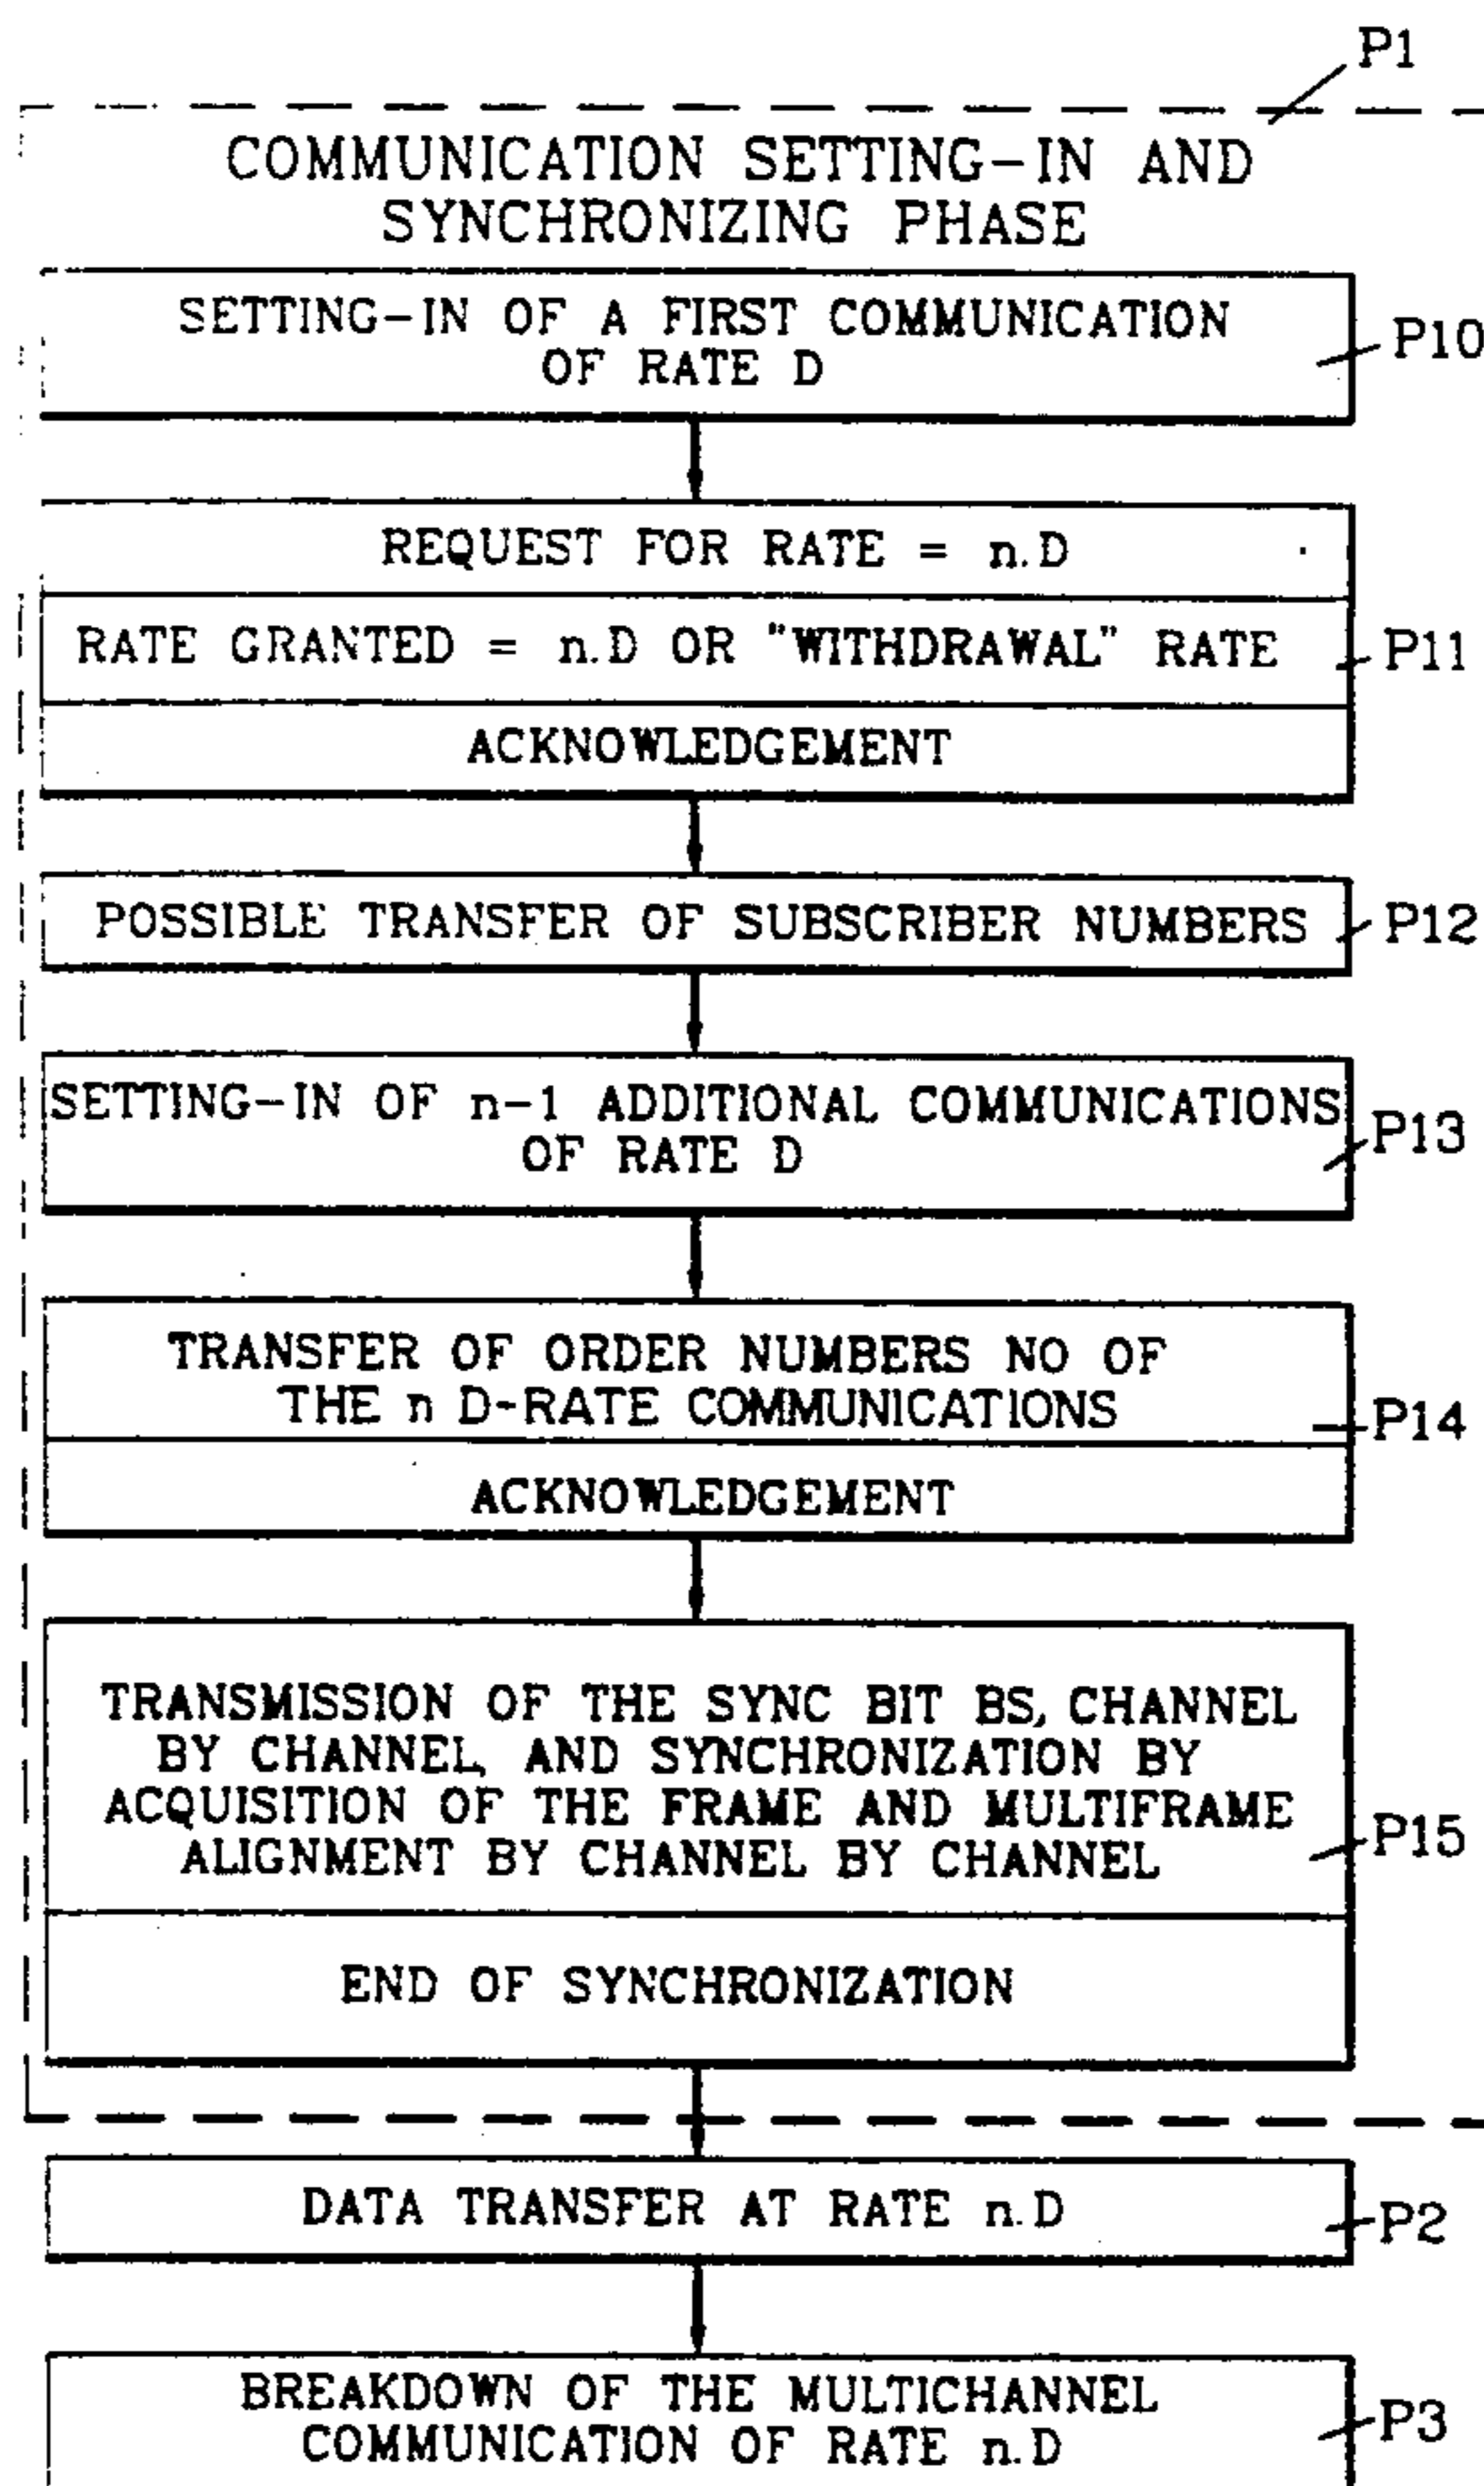 P1
COMMUNICATION SETTING-IN AND
SYNCHRONIZING PHASE
SETTING-IN OF A FIRST COMMUNICATION
OF RATE D
P10
REQUEST FOR RATE = n.D
RATE GRANTED = n.D OR "WITHDRAWAL" RATE
P11
ACKNOWLEDGEMENT
POSSIBLE TRANSFER OF SUBSCRIBER NUMBERS
P12
SETTING-IN OF n-1 ADDITIONAL COMMUNICATIONS
OF RATE D
P13
TRANSFER OF ORDER NUMBERS NO OF
THE n D-RATE COMMUNICATIONS
P14
ACKNOWLEDGEMENT
TRANSMISSION OF THE SYNC BIT BS, CHANNEL
BY CHANNEL, AND SYNCHRONIZATION BY
ACQUISITION OF THE FRAME AND MULTIFRAME
ALIGNMENT BY CHANNEL BY CHANNEL
P15
END OF SYNCHRONIZATION
DATA TRANSFER AT RATE n.D
P2
BREAKDOWN OF THE MULTICHANNEL
COMMUNICATION OF RATE n.D
P3